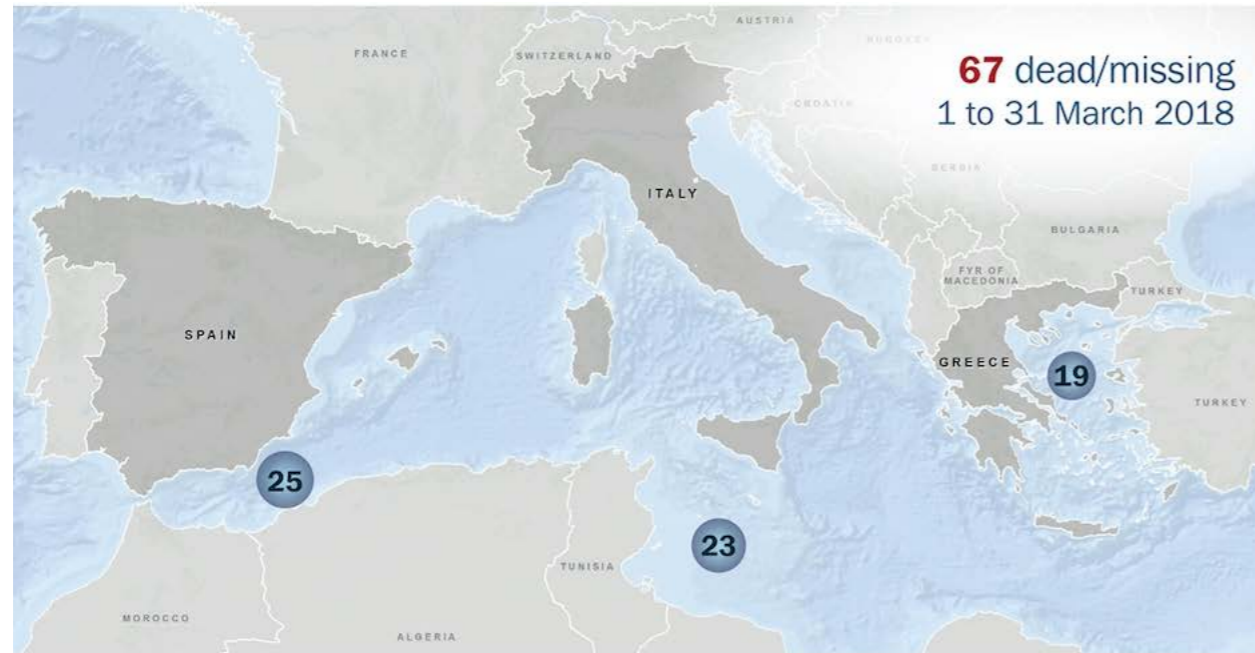 AUSTRIA
FRANCE
SWITZERLAND
HUNGARY
67 dead/missing
1 to 31 March 2018
CROATIA
SERBIA
ITALY
BULGARIA
FYR OF
MACEDONIA
TURKEY
SPAIN
GREECE
19
TURKEY
25
23
TUNISIA
MOROCCO
ALGERIA